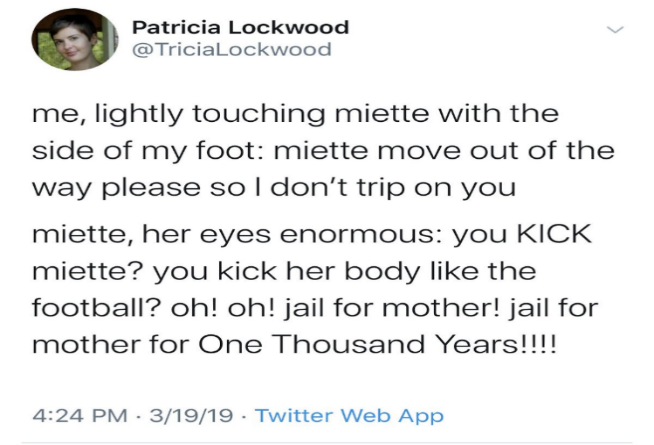 Patricia Lockwood
@TriciaLockwood
me, lightly touching miette with the
side of my foot: miette move out of the
way please so I don't trip on you
miette, her eyes enormous: you KICK
miette? you kick her body like the
football? oh! oh! jail for mother! jail for
mother for One Thousand Years!!!!
4:24 PM · 3/19/19 · Twitter Web App